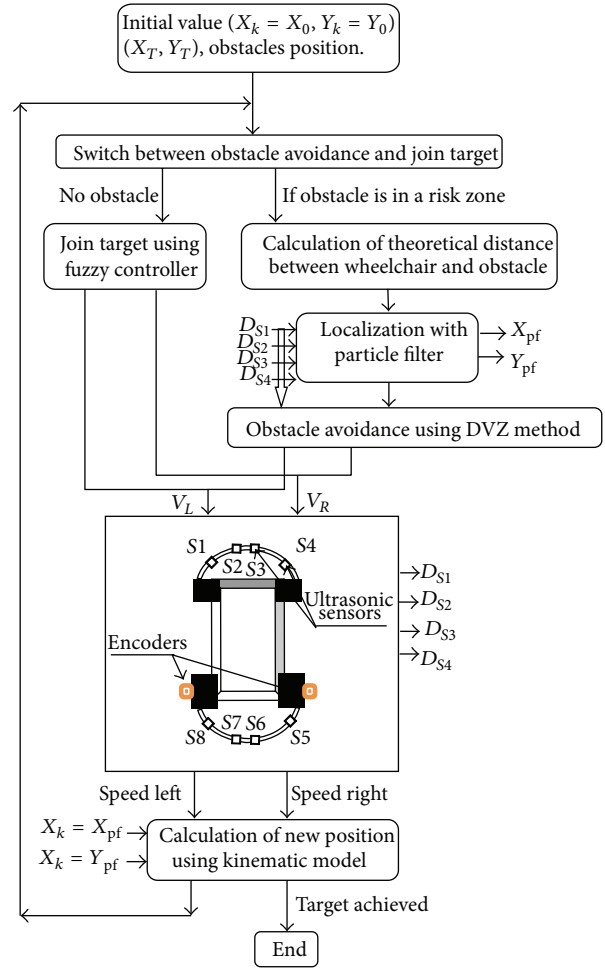 Initial value (X_k = X_0, Y_k = Y_0)
(X_T, Y_T), obstacles position.
Switch between obstacle avoidance and join target
No obstacle
If obstacle is in a risk zone
Join target using
fuzzy controller
Calculation of theoretical distance
between wheelchair and obstacle
D_S1
D_S2
D_S3
D_S4
Localization with
particle filter
X_pf
Y_pf
Obstacle avoidance using DVZ method
V_L
V_R
S1
S2
S3
S4
Ultrasonic
sensors
D_S1
D_S2
D_S3
D_S4
Encoders
S8
S7
S6
S5
Speed left
Speed right
X_k = X_pf
X_k = Y_pf
Calculation of new position
using kinematic model
Target achieved
End